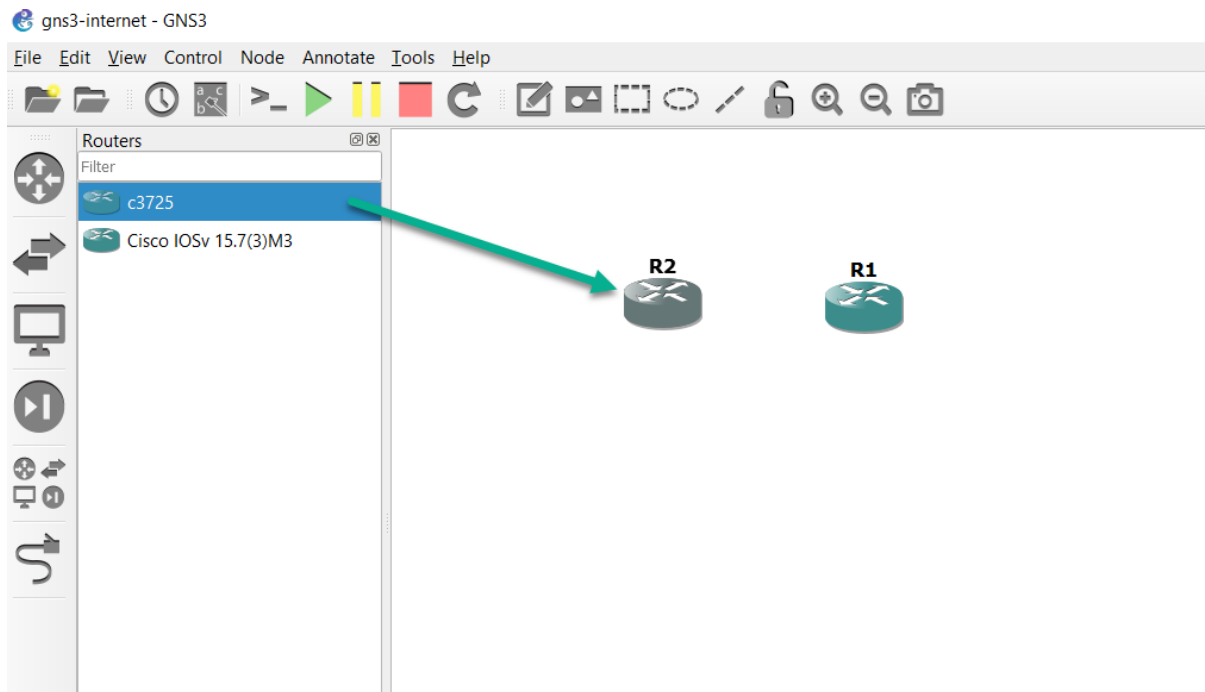 gns3-internet - GNS3
File Edit View Control Node Annotate Tools Help
Routers
Filter
c3725
Cisco IOSv 15.7(3)M3
R2
R1